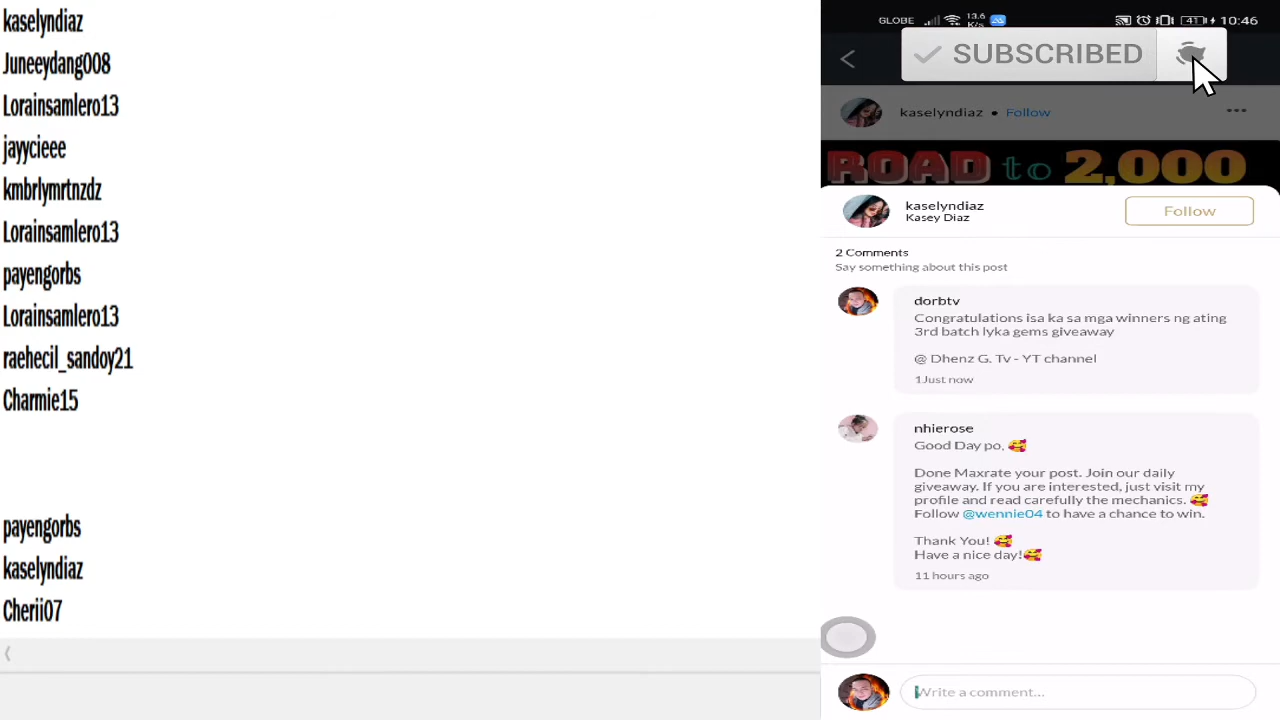 kaselyndiaz
Juneeydang008
Lorainsamlero13
jayycieee
kmbrlymrtnzdz
Lorainsamlero13
payengorbs
Lorainsamlero13
raehecil_sandoy21
Charmie15
payengorbs
kaselyndiaz
Cherii07
GLOBE 13.6 K/s 41 10:46
SUBSCRIBED
kaselyndiaz • Follow
ROAD to 2,000
kaselyndiaz
Kasey Diaz
Follow
2 Comments
Say something about this post
dorbtv
Congratulations isa ka sa mga winners ng ating
3rd batch lyka gems giveaway
@ Dhenz G. Tv - YT channel
1Just now
nhierose
Good Day po, 🥰
Done Maxrate your post. Join our daily
giveaway. If you are interested, just visit my
profile and read carefully the mechanics. 🥰
Follow @wennie04 to have a chance to win.
Thank You! 🥰
Have a nice day!🥰
11 hours ago
Write a comment...